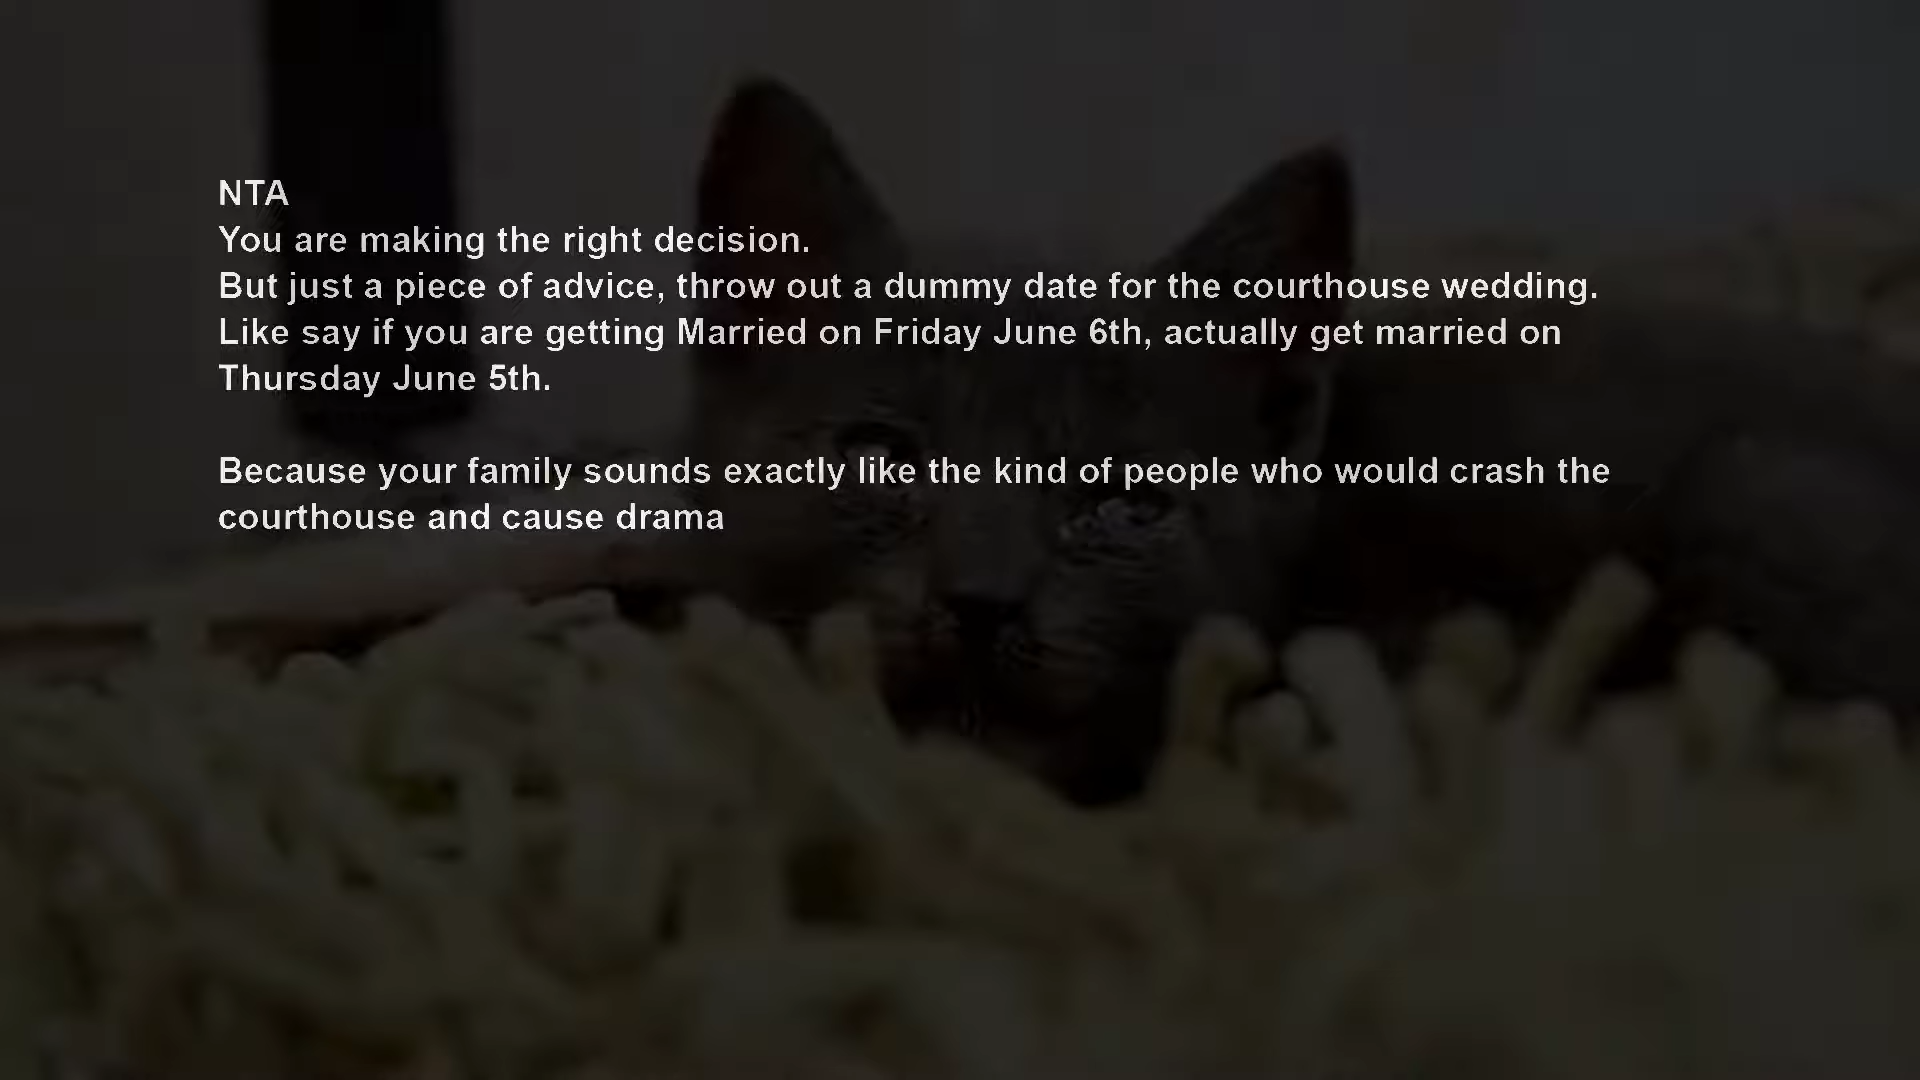 NTA
You are making the right decision.
But just a piece of advice, throw out a dummy date for the courthouse wedding.
Like say if you are getting Married on Friday June 6th, actually get married on
Thursday June 5th.
Because your family sounds exactly like the kind of people who would crash the
courthouse and cause drama